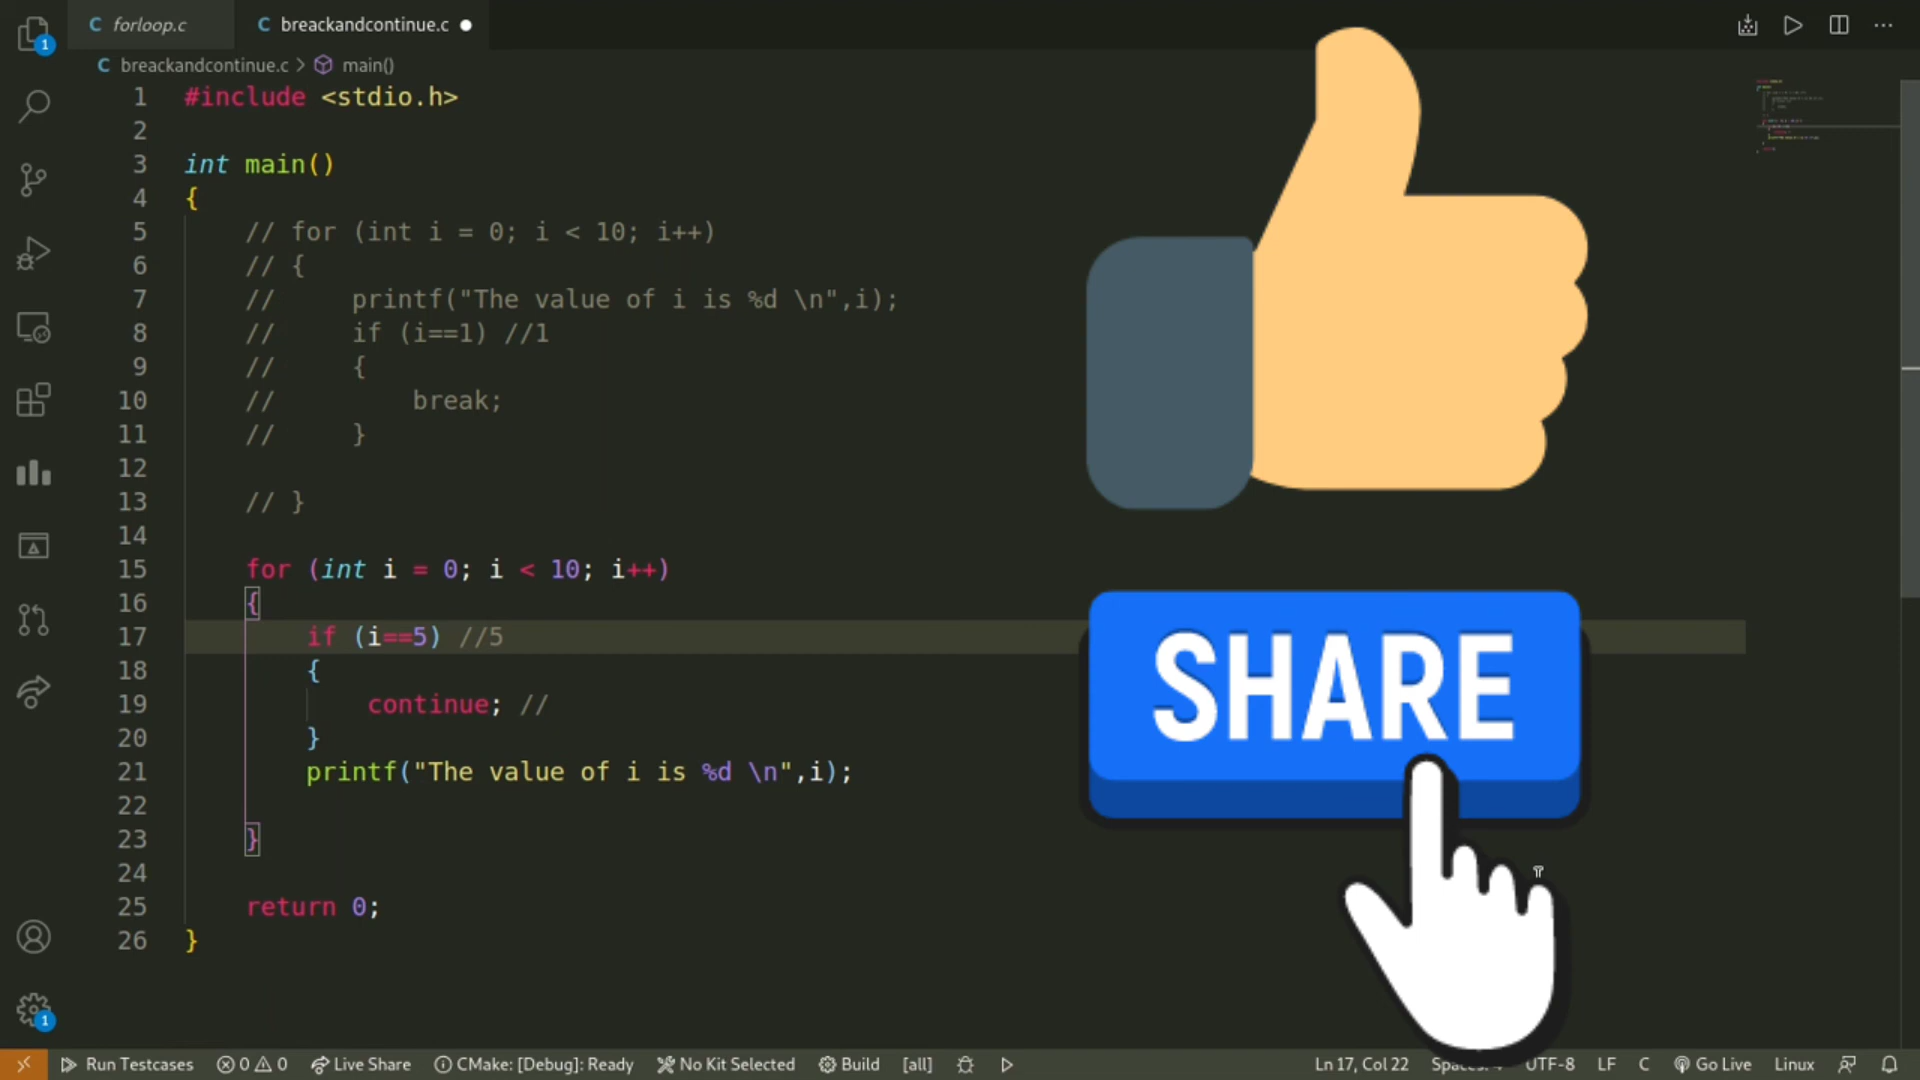 1
C forloop.c C breackandcontinue.c
C breackandcontinue.c > main()
1 #include <stdio.h>
2
3 int main()
4 {
5 // for (int i = 0; i < 10; i++)
6 // {
7 // printf("The value of i is %d \n",i);
8 // if (i==1) //1
9 // {
10 // break;
11 // }
12
13 // }
14
15 for (int i = 0; i < 10; i++)
16 {
17 if (i==5) //5
18 {
19 continue; //
20 }
21 printf("The value of i is %d \n",i);
22
23 }
24
25 return 0;
26 }
SHARE
1
Run Testcases 0 0 Live Share CMake: [Debug]: Ready No Kit Selected Build [all] Ln 17, Col 22 UTF-8 LF C Go Live Linux